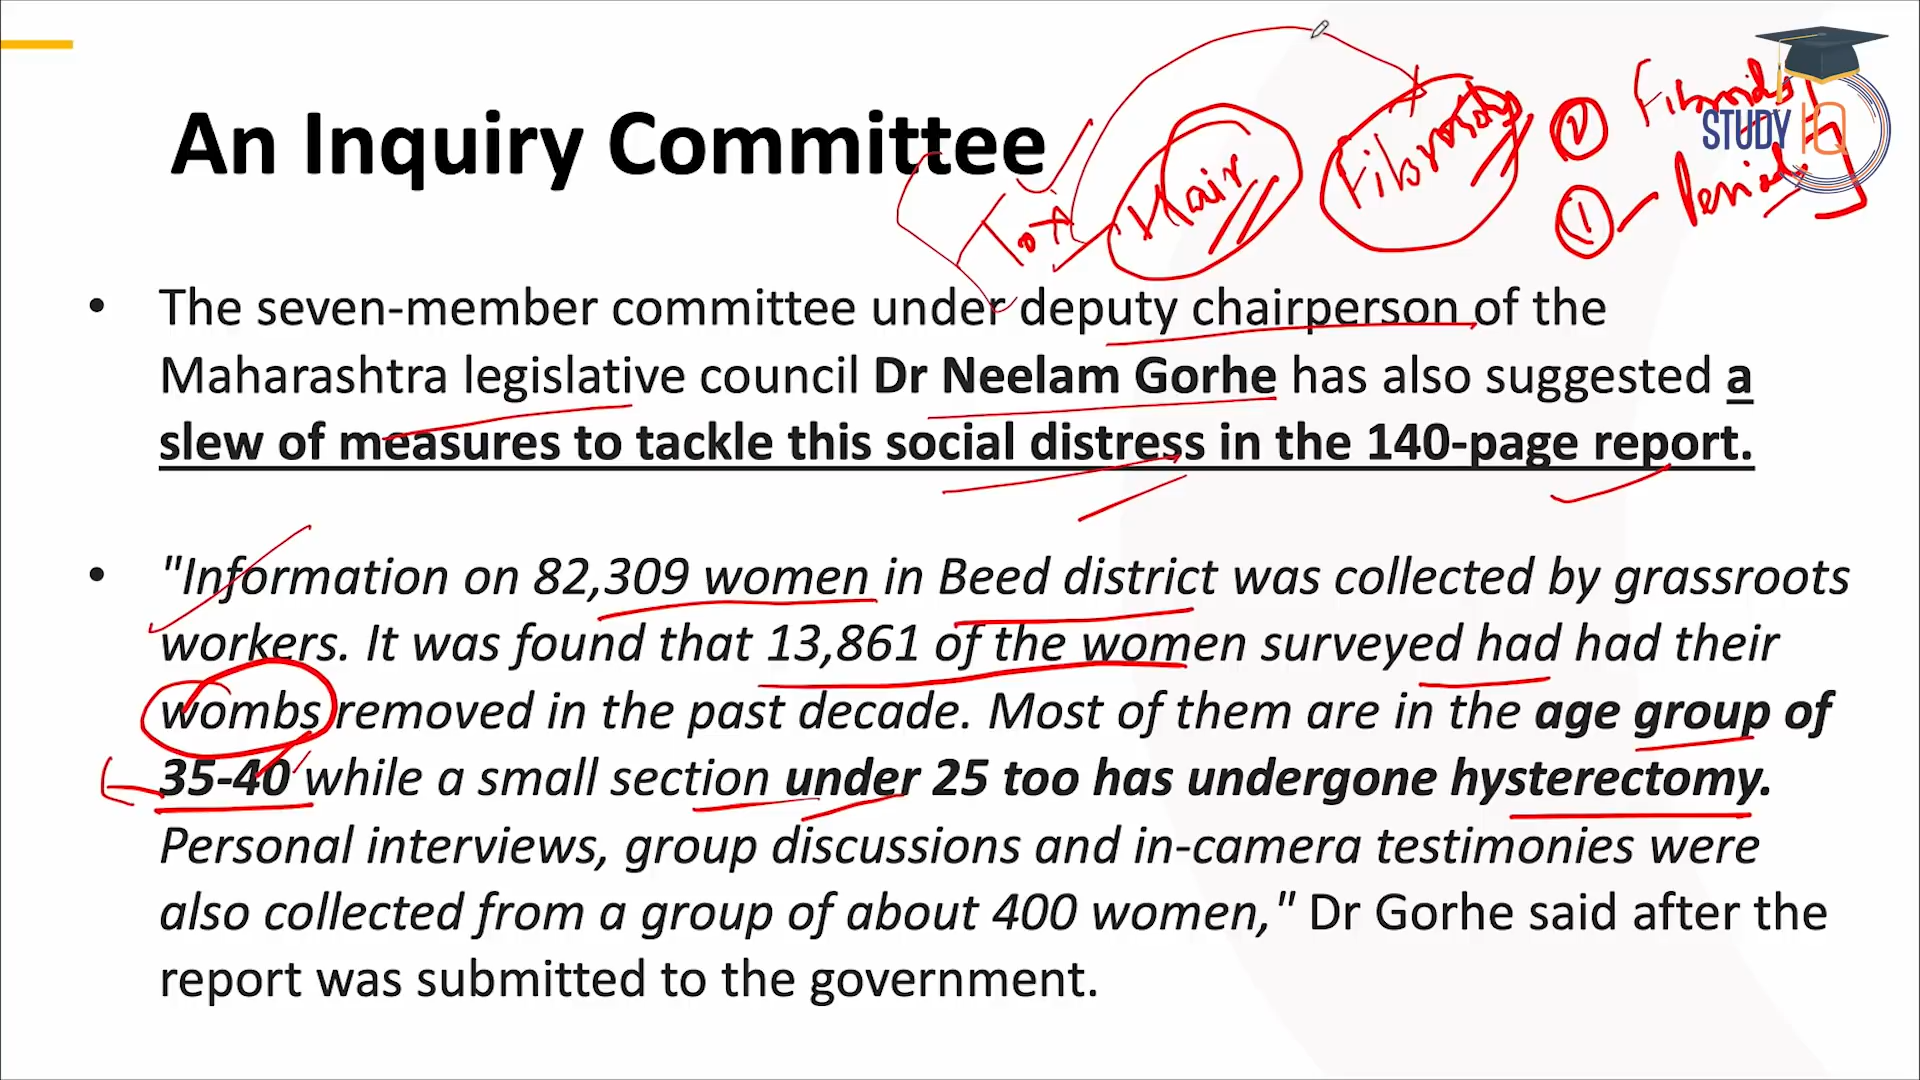 An Inquiry Committee
Tox
Hair
Fibrosis
② Fibroids
① - Periods
STUDY IQ
• The seven-member committee under deputy chairperson of the
Maharashtra legislative council Dr Neelam Gorhe has also suggested a
slew of measures to tackle this social distress in the 140-page report.
• "Information on 82,309 women in Beed district was collected by grassroots
workers. It was found that 13,861 of the women surveyed had had their
wombs removed in the past decade. Most of them are in the age group of
35-40 while a small section under 25 too has undergone hysterectomy.
Personal interviews, group discussions and in-camera testimonies were
also collected from a group of about 400 women," Dr Gorhe said after the
report was submitted to the government.